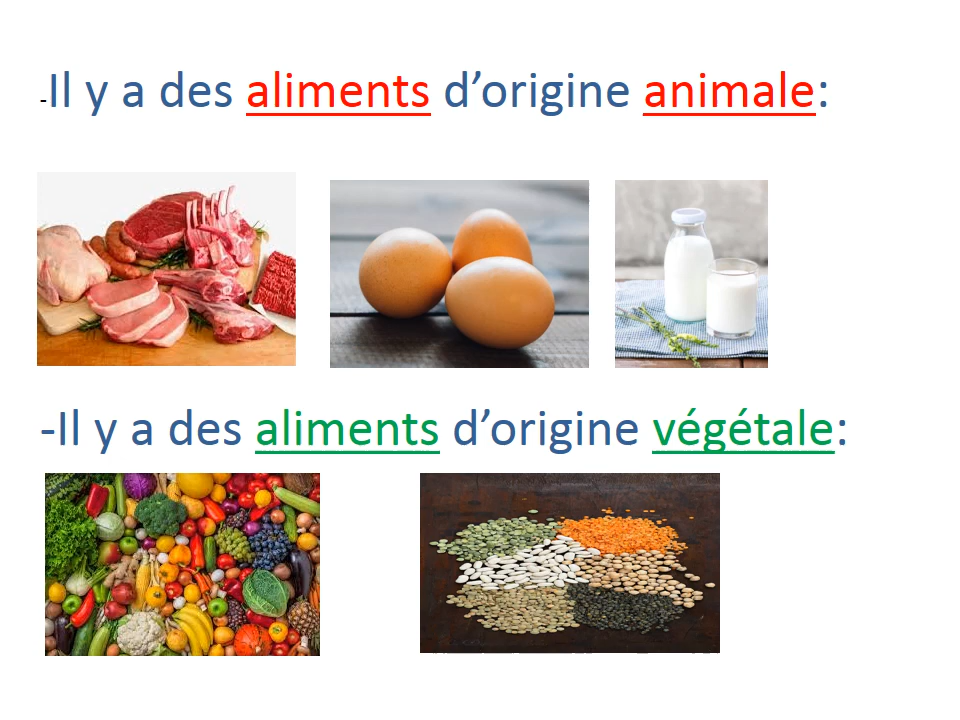 -Il y a des aliments d’origine animale:
-Il y a des aliments d’origine végétale: